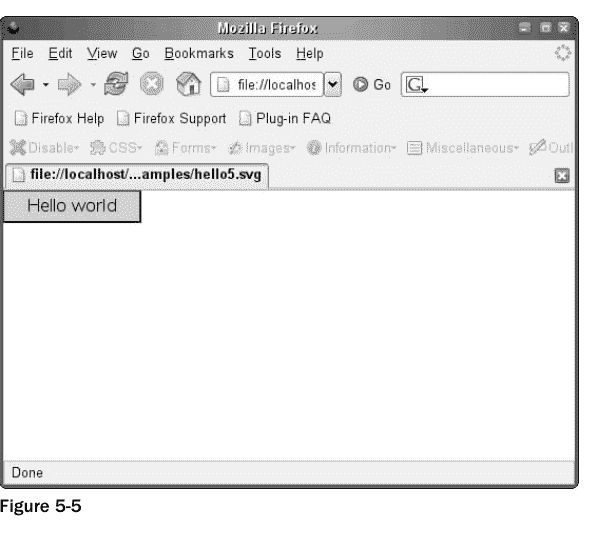 Mozilla Firefox
File Edit View Go Bookmarks Tools Help
file://localhos Go G
Firefox Help Firefox Support Plug-in FAQ
Disable CSS Forms Images Information Miscellaneous Outl
file://localhost/...amples/hello5.svg
Hello world
Done
Figure 5-5